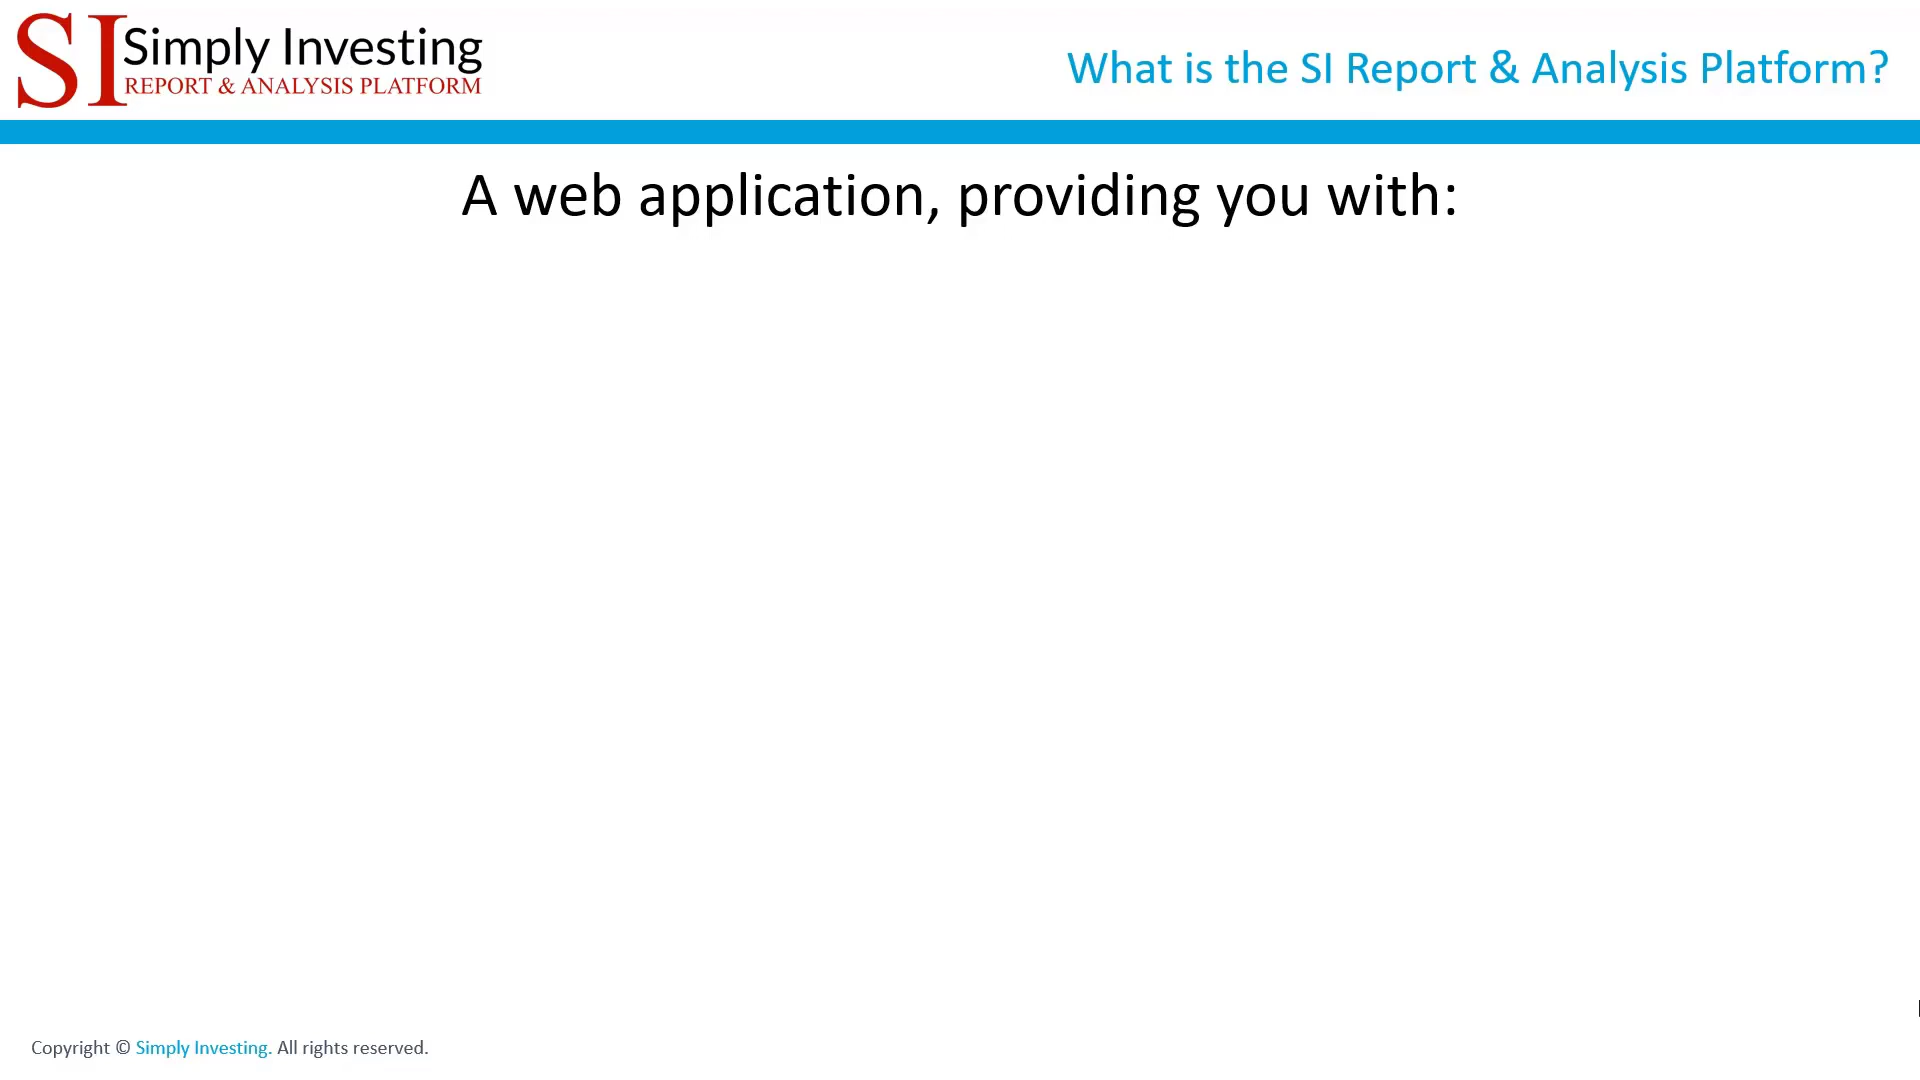 SI Simply Investing
REPORT & ANALYSIS PLATFORM
What is the SI Report & Analysis Platform?
A web application, providing you with:
Copyright © Simply Investing. All rights reserved.